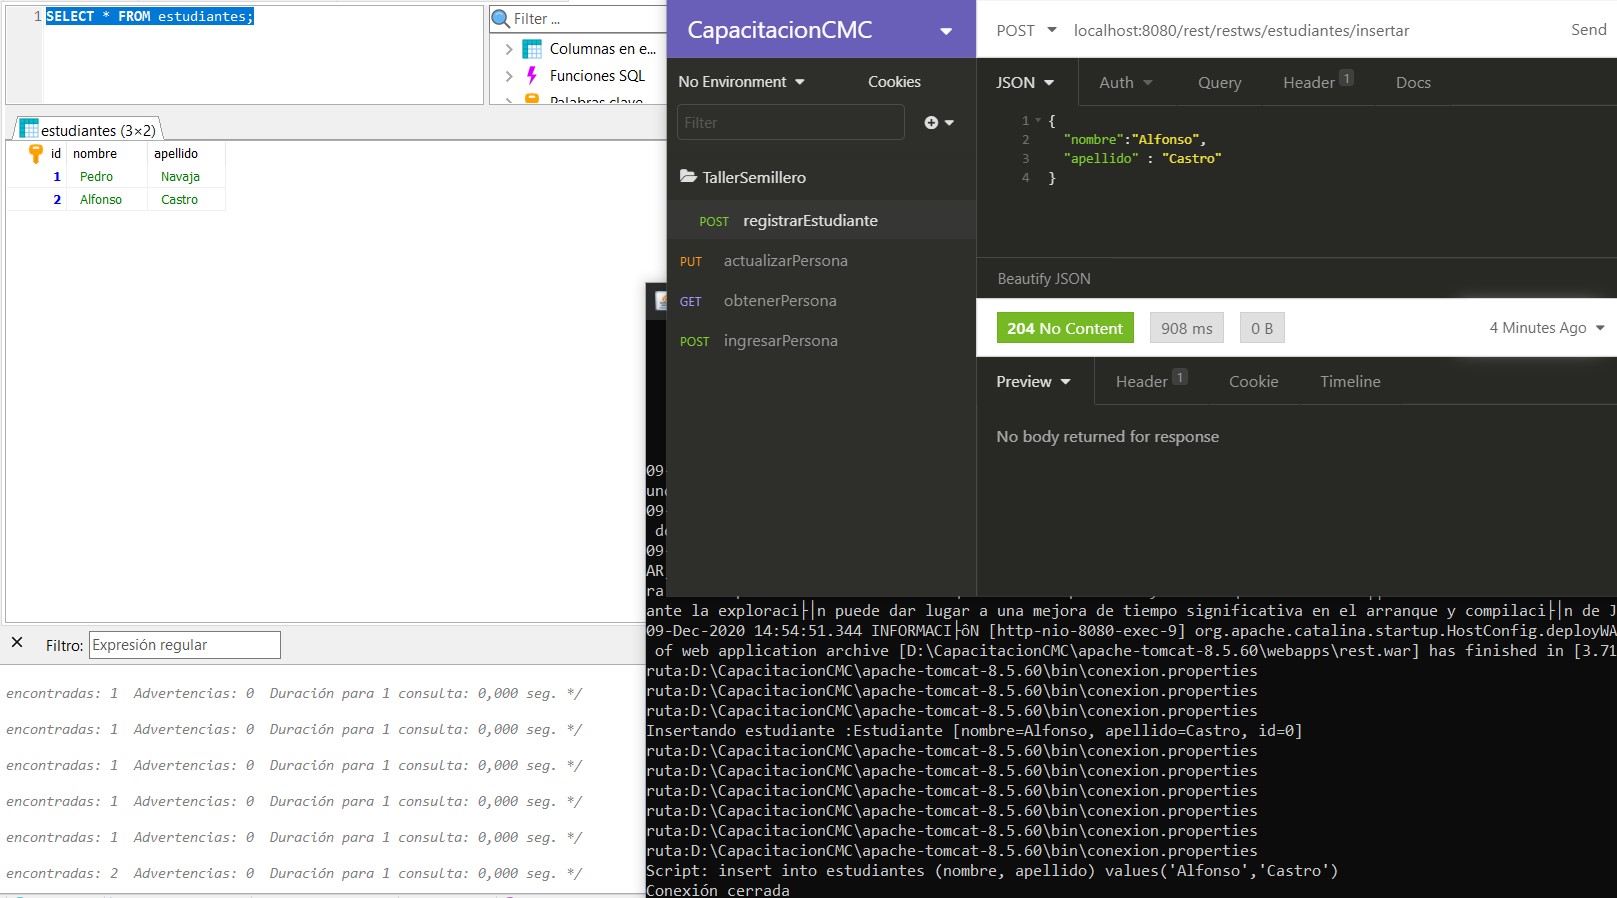 1 SELECT * FROM estudiantes;
Filter ...
Columnas en e...
Funciones SQL
Palabras clave
estudiantes (3×2)
id nombre apellido
1 Pedro Navaja
2 Alfonso Castro
Filtro: Expresión regular
encontradas: 1  Advertencias: 0  Duración para 1 consulta: 0,000 seg. */
encontradas: 1  Advertencias: 0  Duración para 1 consulta: 0,000 seg. */
encontradas: 1  Advertencias: 0  Duración para 1 consulta: 0,000 seg. */
encontradas: 1  Advertencias: 0  Duración para 1 consulta: 0,000 seg. */
encontradas: 1  Advertencias: 0  Duración para 1 consulta: 0,000 seg. */
encontradas: 2  Advertencias: 0  Duración para 1 consulta: 0,000 seg. */
CapacitacionCMC
No Environment Cookies
Filter
TallerSemillero
POST registrarEstudiante
PUT actualizarPersona
GET obtenerPersona
POST ingresarPersona
POST localhost:8080/rest/restws/estudiantes/insertar Send
JSON Auth Query Header 1 Docs
1 {
2 "nombre":"Alfonso",
3 "apellido" : "Castro"
4 }
Beautify JSON
204 No Content 908 ms 0 B 4 Minutes Ago
Preview Header 1 Cookie Timeline
No body returned for response
09-
und
09-
de
09-
AR
ra
ante la exploraci├│n puede dar lugar a una mejora de tiempo significativa en el arranque y compilaci├│n de J
09-Dec-2020 14:54:51.344 INFORMACI├ôN [http-nio-8080-exec-9] org.apache.catalina.startup.HostConfig.deployWA
of web application archive [D:\CapacitacionCMC\apache-tomcat-8.5.60\webapps\rest.war] has finished in [3.71
ruta:D:\CapacitacionCMC\apache-tomcat-8.5.60\bin\conexion.properties
ruta:D:\CapacitacionCMC\apache-tomcat-8.5.60\bin\conexion.properties
ruta:D:\CapacitacionCMC\apache-tomcat-8.5.60\bin\conexion.properties
Insertando estudiante :Estudiante [nombre=Alfonso, apellido=Castro, id=0]
ruta:D:\CapacitacionCMC\apache-tomcat-8.5.60\bin\conexion.properties
ruta:D:\CapacitacionCMC\apache-tomcat-8.5.60\bin\conexion.properties
ruta:D:\CapacitacionCMC\apache-tomcat-8.5.60\bin\conexion.properties
ruta:D:\CapacitacionCMC\apache-tomcat-8.5.60\bin\conexion.properties
ruta:D:\CapacitacionCMC\apache-tomcat-8.5.60\bin\conexion.properties
ruta:D:\CapacitacionCMC\apache-tomcat-8.5.60\bin\conexion.properties
Script: insert into estudiantes (nombre, apellido) values('Alfonso','Castro')
Conexión cerrada